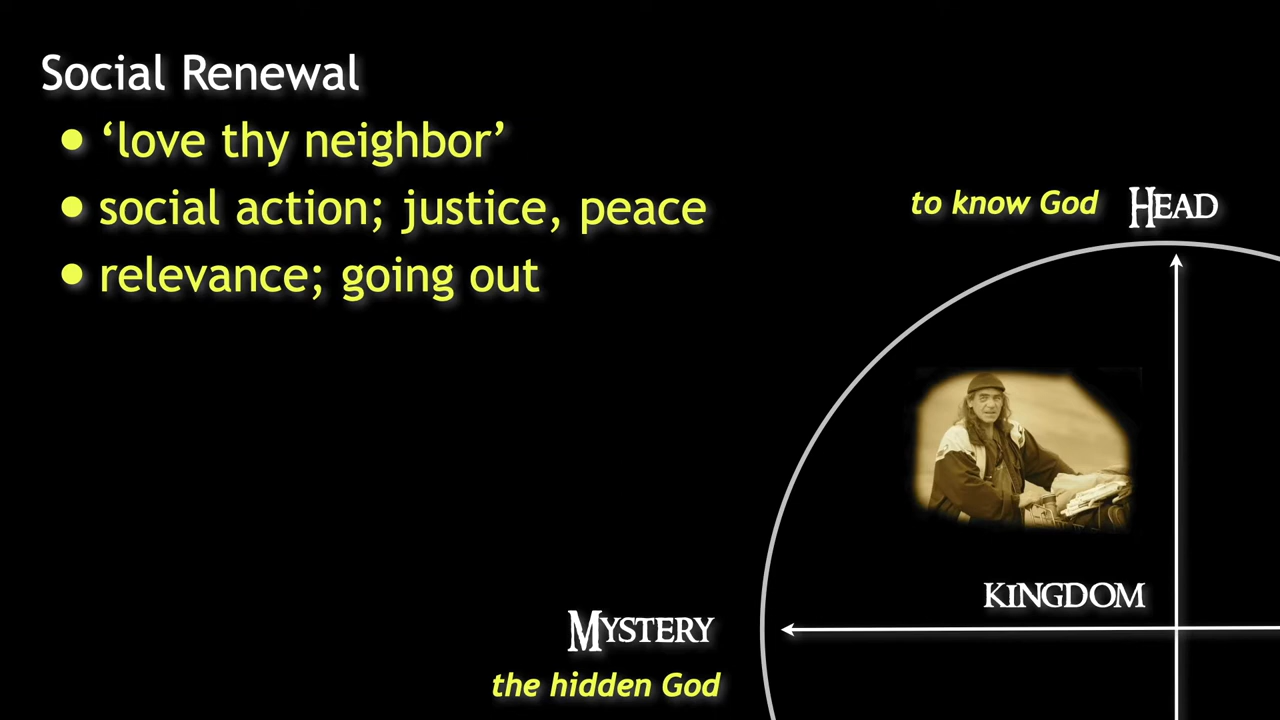 Social Renewal
• ‘love thy neighbor’
• social action; justice, peace
• relevance; going out
to know God HEAD
KINGDOM
MYSTERY
the hidden God